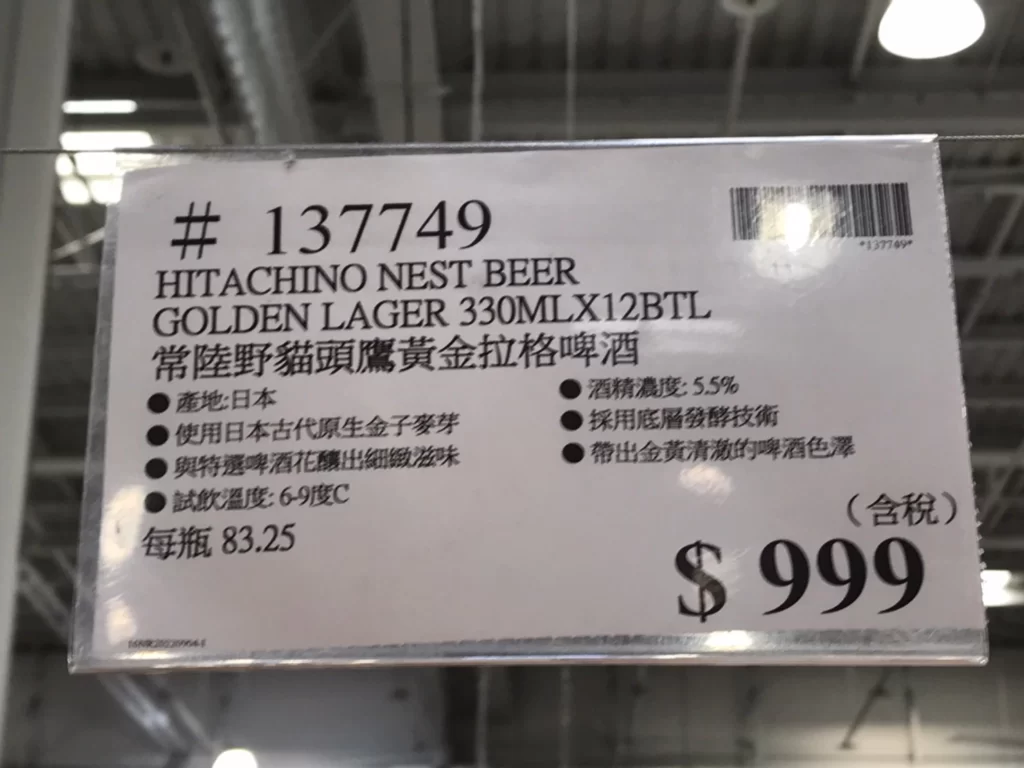 # 137749
*137749*
HITACHINO NEST BEER
GOLDEN LAGER 330MLX12BTL
常陸野貓頭鷹黃金拉格啤酒
● 產地:日本
● 使用日本古代原生金子麥芽
● 與特選啤酒花釀出細緻滋味
● 試飲溫度: 6-9度C
● 酒精濃度: 5.5%
● 採用底層發酵技術
● 帶出金黃清澈的啤酒色澤
每瓶 83.25
(含稅)
$ 999